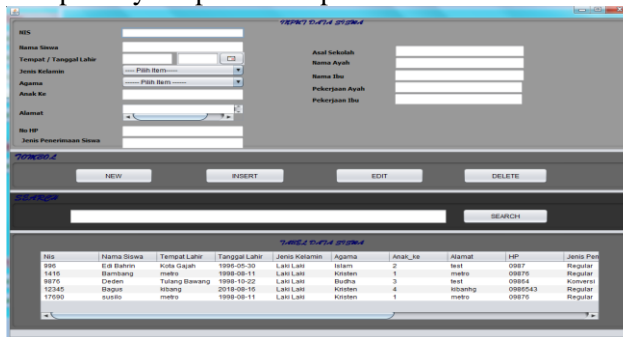 INPUT DATA SISWA
NIS
Nama Siswa
Tempat / Tanggal Lahir
Jenis Kelamin ---- Pilih Item-----
Agama ----- Pilih Item-----
Anak Ke
Alamat
No HP
Jenis Penerimaan Siswa
Asal Sekolah
Nama Ayah
Nama Ibu
Pekerjaan Ayah
Pekerjaan Ibu
TOMBOL
NEW INSERT EDIT DELETE
SEARCH
SEARCH
TABEL DATA SISWA
Nis Nama Siswa Tempat Lahir Tanggal Lahir Jenis Kelamin Agama Anak_ke Alamat HP Jenis Pen
996 Edi Bahrin Kota Gajah 1996-05-30 Laki Laki Islam 2 test 0987 Regular
1416 Bambang metro 1998-08-11 Laki Laki Kristen 1 metro 09876 Regular
9876 Deden Tulang Bawang 1998-10-22 Laki Laki Budha 3 test 09864 Konversi
12345 Bagus kibang 2018-08-16 Laki Laki Kristen 4 kibanhg 0986543 Regular
17690 susilo metro 1998-08-11 Laki Laki Kristen 1 metro 09876 Regular